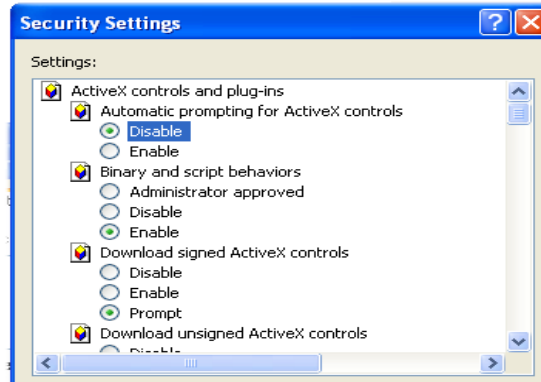 Security Settings
Settings:
ActiveX controls and plug-ins
Automatic prompting for ActiveX controls
Disable
Enable
Binary and script behaviors
Administrator approved
Disable
Enable
Download signed ActiveX controls
Disable
Enable
Prompt
Download unsigned ActiveX controls